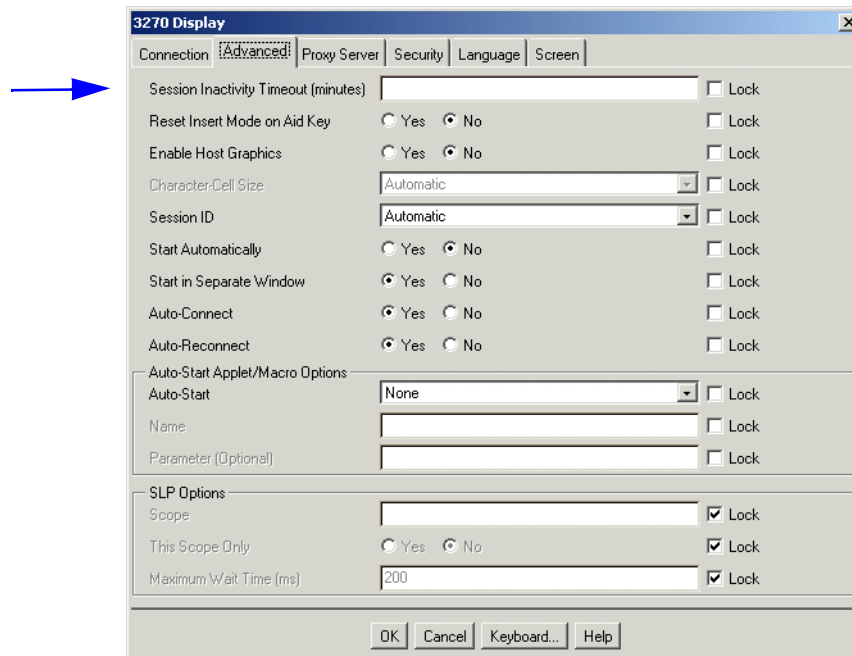 3270 Display
Connection Advanced Proxy Server Security Language Screen
Session Inactivity Timeout (minutes) Lock
Reset Insert Mode on Aid Key Yes No Lock
Enable Host Graphics Yes No Lock
Character-Cell Size Automatic Lock
Session ID Automatic Lock
Start Automatically Yes No Lock
Start in Separate Window Yes No Lock
Auto-Connect Yes No Lock
Auto-Reconnect Yes No Lock
Auto-Start Applet/Macro Options
Auto-Start None Lock
Name Lock
Parameter (Optional) Lock
SLP Options
Scope Lock
This Scope Only Yes No Lock
Maximum Wait Time (ms) 200 Lock
OK Cancel Keyboard... Help